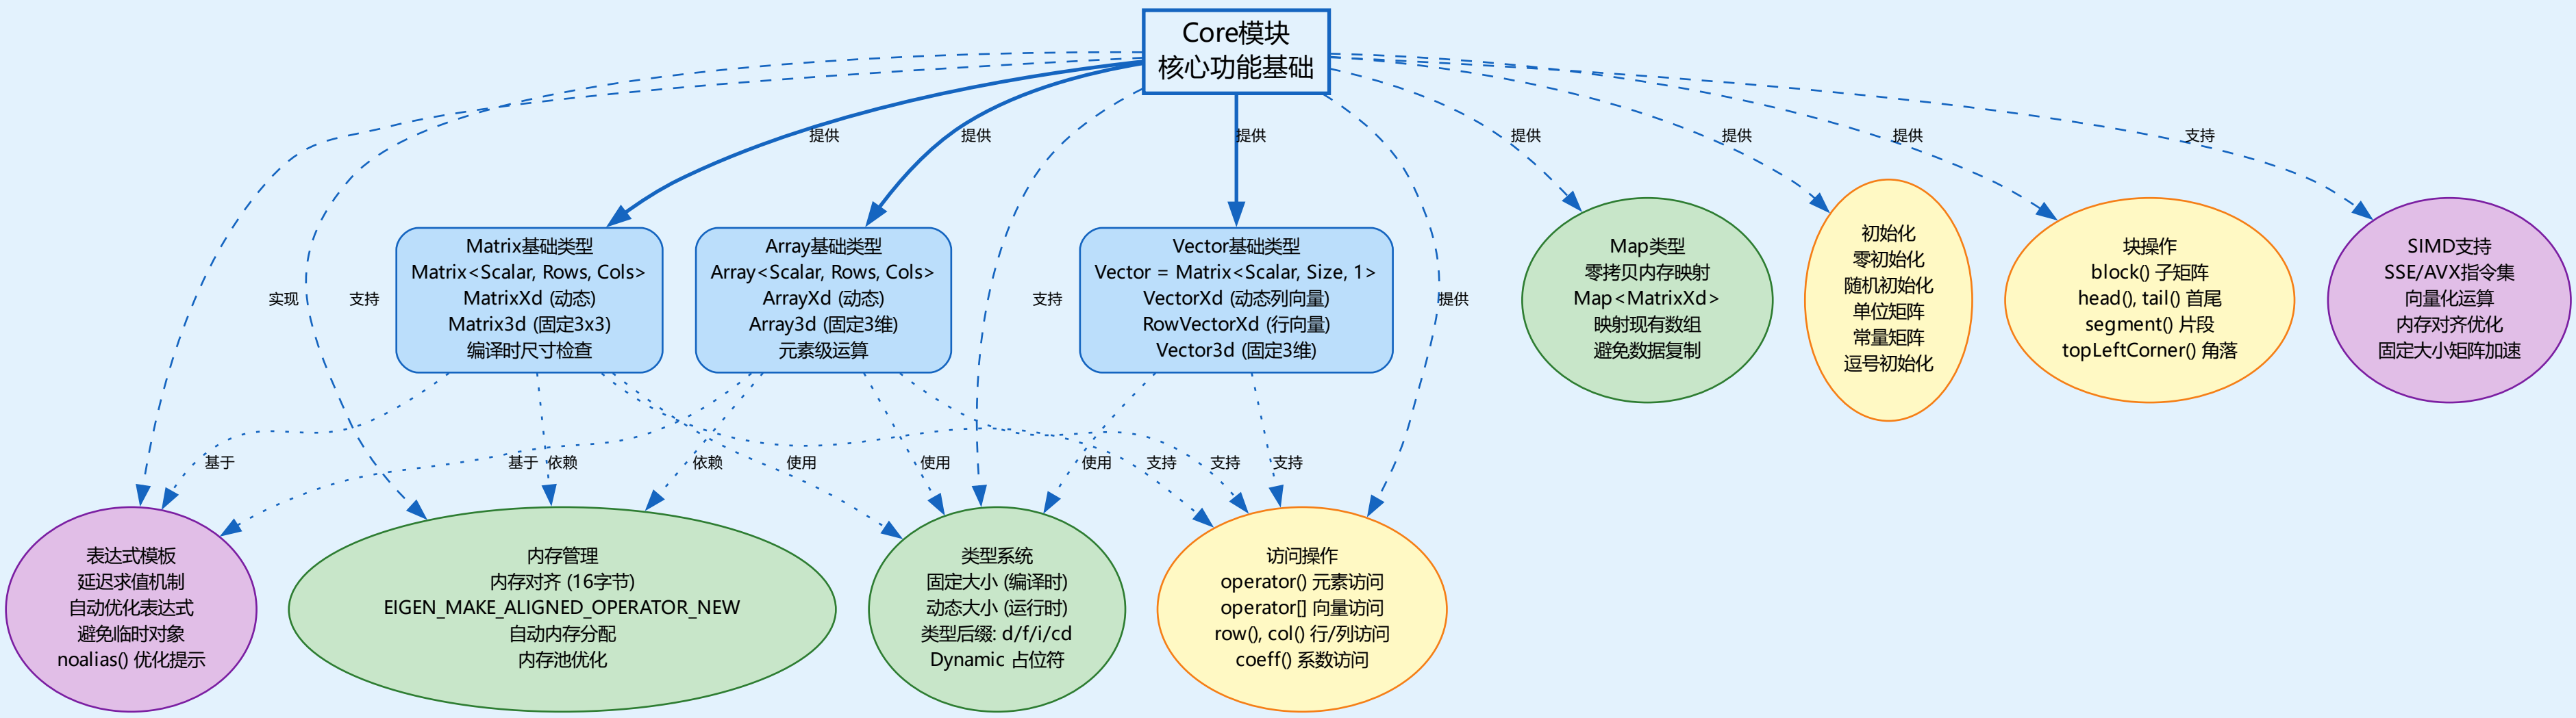 Core模块
核心功能基础
提供
提供
提供
提供
提供
提供
支持
Matrix基础类型
Matrix<Scalar, Rows, Cols>
MatrixXd (动态)
Matrix3d (固定3x3)
编译时尺寸检查
Array基础类型
Array<Scalar, Rows, Cols>
ArrayXd (动态)
Array3d (固定3维)
元素级运算
Vector基础类型
Vector = Matrix<Scalar, Size, 1>
VectorXd (动态列向量)
RowVectorXd (行向量)
Vector3d (固定3维)
Map类型
零拷贝内存映射
Map<MatrixXd>
映射现有数组
避免数据复制
初始化
零初始化
随机初始化
单位矩阵
常量矩阵
逗号初始化
块操作
block() 子矩阵
head(), tail() 首尾
segment() 片段
topLeftCorner() 角落
SIMD支持
SSE/AVX指令集
向量化运算
内存对齐优化
固定大小矩阵加速
实现
支持
支持
提供
基于
基于
依赖
依赖
使用
使用
使用
支持
支持
支持
表达式模板
延迟求值机制
自动优化表达式
避免临时对象
noalias() 优化提示
内存管理
内存对齐 (16字节)
EIGEN_MAKE_ALIGNED_OPERATOR_NEW
自动内存分配
内存池优化
类型系统
固定大小 (编译时)
动态大小 (运行时)
类型后缀: d/f/i/cd
Dynamic 占位符
访问操作
operator() 元素访问
operator[] 向量访问
row(), col() 行/列访问
coeff() 系数访问